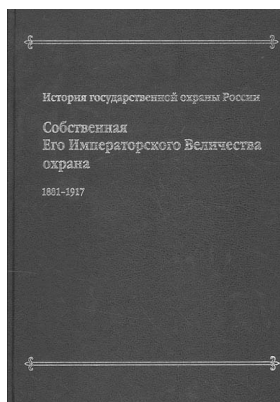 История государственной охраны России
Собственная
Его Императорского Величества
охрана
1881–1917